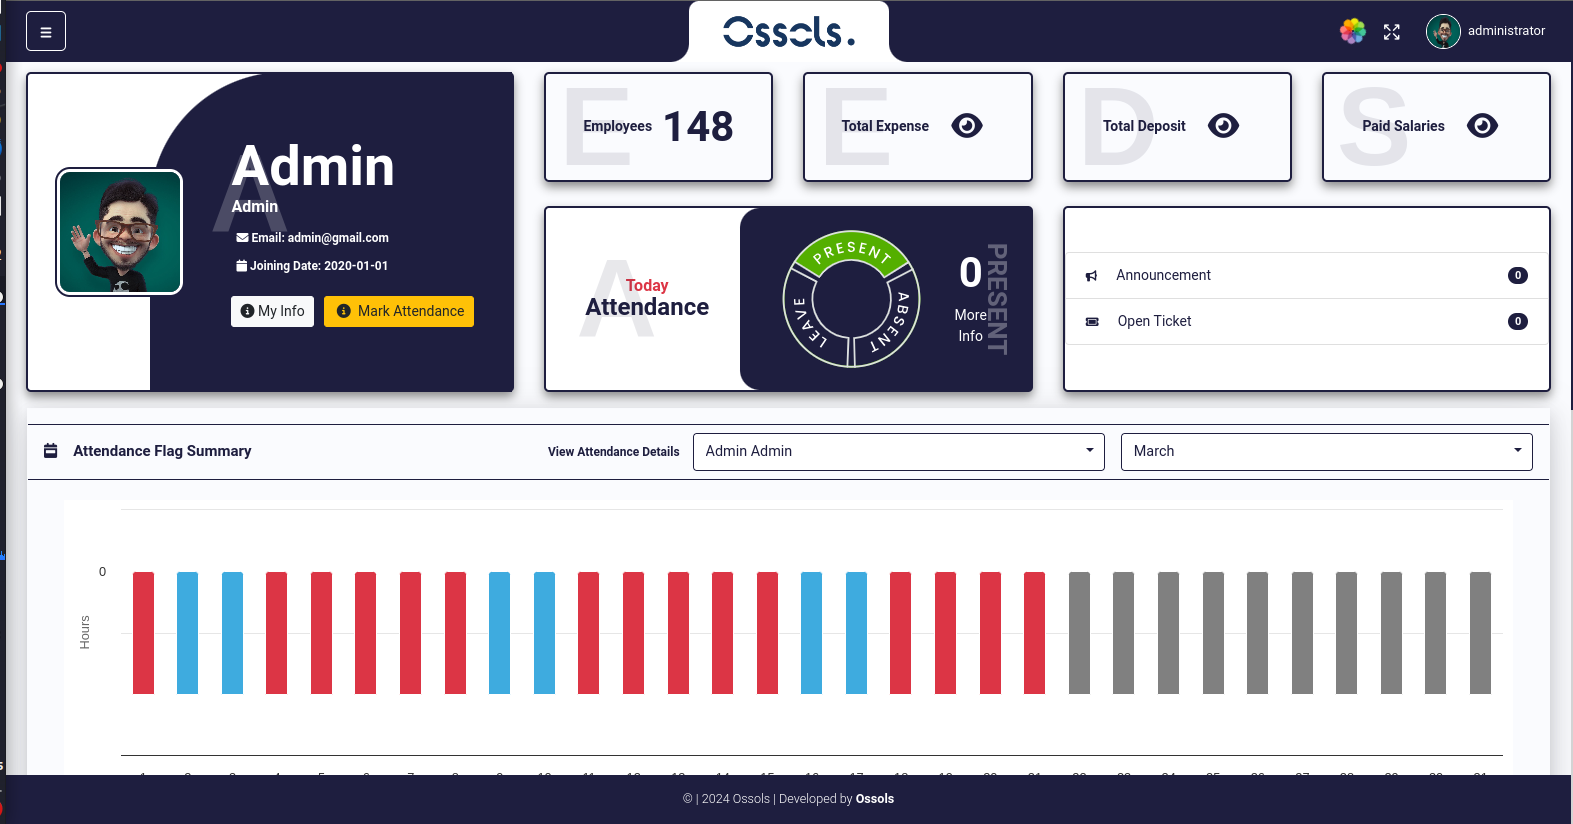 Ossols.
administrator
A
Admin
Admin
Email: admin@gmail.com
Joining Date: 2020-01-01
My Info
Mark Attendance
E
Employees 148
E
Total Expense
D
Total Deposit
S
Paid Salaries
A
Today
Attendance
PRESENT
ABSENT
LEAVE
0
More
Info
PRESENT
Announcement 0
Open Ticket 0
Attendance Flag Summary
View Attendance Details
Admin Admin
March
0
Hours
© | 2024 Ossols | Developed by Ossols